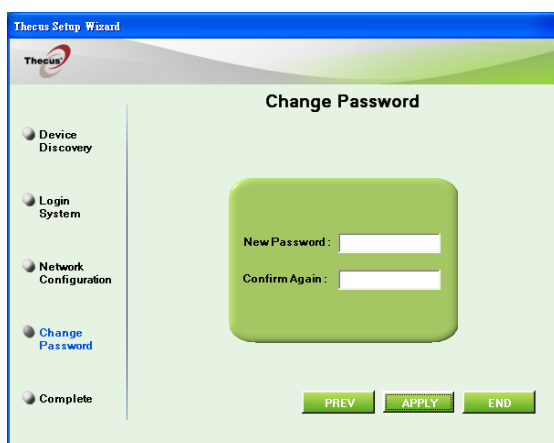 Thecus Setup Wizard
Thecus
Change Password
Device
Discovery
Login
System
Network
Configuration
Change
Password
Complete
New Password :
Confirm Again :
PREV
APPLY
END